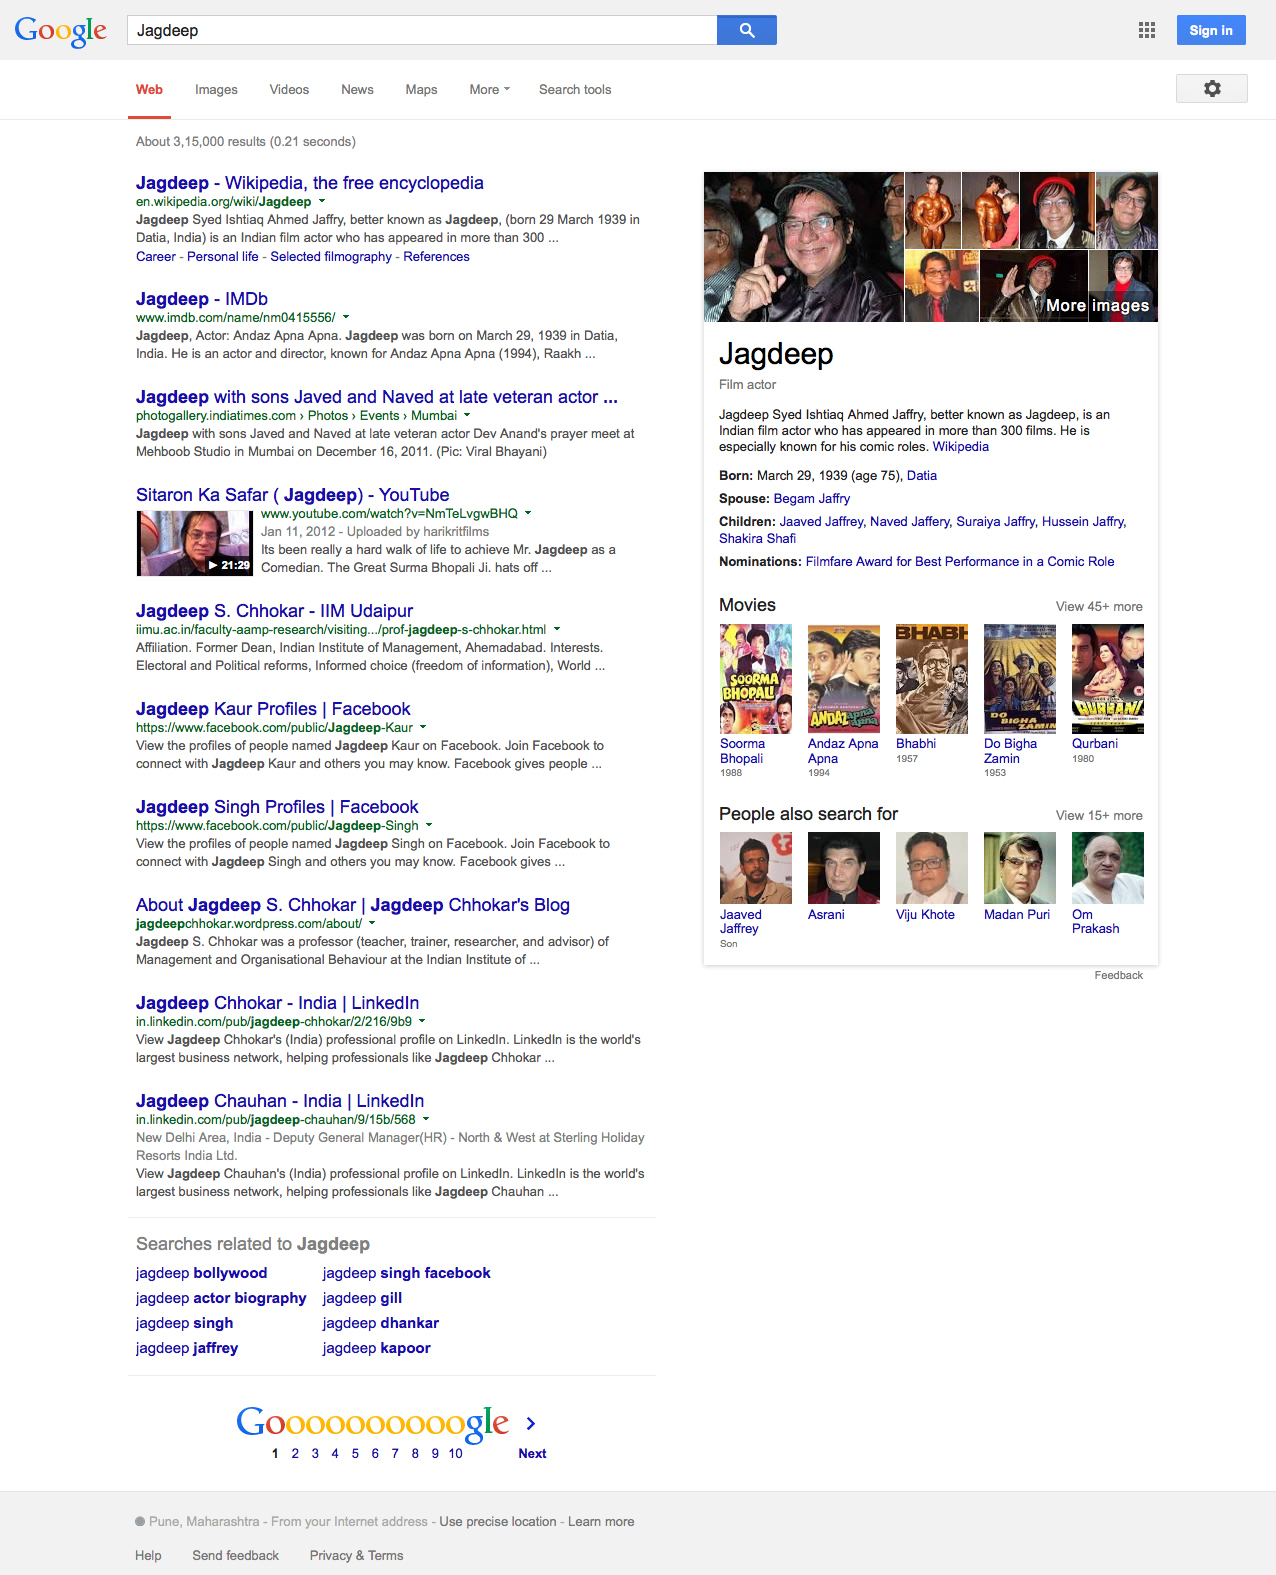 Google
Jagdeep
Sign in
Web Images Videos News Maps More Search tools
About 3,15,000 results (0.21 seconds)
Jagdeep - Wikipedia, the free encyclopedia
en.wikipedia.org/wiki/Jagdeep
Jagdeep Syed Ishtiaq Ahmed Jaffry, better known as Jagdeep, (born 29 March 1939 in
Datia, India) is an Indian film actor who has appeared in more than 300 ...
Career - Personal life - Selected filmography - References
Jagdeep - IMDb
www.imdb.com/name/nm0415556/
Jagdeep, Actor: Andaz Apna Apna. Jagdeep was born on March 29, 1939 in Datia,
India. He is an actor and director, known for Andaz Apna Apna (1994), Raakh ...
Jagdeep with sons Javed and Naved at late veteran actor ...
photogallery.indiatimes.com › Photos › Events › Mumbai
Jagdeep with sons Javed and Naved at late veteran actor Dev Anand's prayer meet at
Mehboob Studio in Mumbai on December 16, 2011. (Pic: Viral Bhayani)
Sitaron Ka Safar ( Jagdeep) - YouTube
www.youtube.com/watch?v=NmTeLvgwBHQ
Jan 11, 2012 - Uploaded by harikritfilms
Its been really a hard walk of life to achieve Mr. Jagdeep as a
Comedian. The Great Surma Bhopali Ji. hats off ...
21:29
Jagdeep S. Chhokar - IIM Udaipur
iimu.ac.in/faculty-aamp-research/visiting.../prof-jagdeep-s-chhokar.html
Affiliation. Former Dean, Indian Institute of Management, Ahemadabad. Interests.
Electoral and Political reforms, Informed choice (freedom of information), World ...
Jagdeep Kaur Profiles | Facebook
https://www.facebook.com/public/Jagdeep-Kaur
View the profiles of people named Jagdeep Kaur on Facebook. Join Facebook to
connect with Jagdeep Kaur and others you may know. Facebook gives people ...
Jagdeep Singh Profiles | Facebook
https://www.facebook.com/public/Jagdeep-Singh
View the profiles of people named Jagdeep Singh on Facebook. Join Facebook to
connect with Jagdeep Singh and others you may know. Facebook gives ...
About Jagdeep S. Chhokar | Jagdeep Chhokar's Blog
jagdeepchhokar.wordpress.com/about/
Jagdeep S. Chhokar was a professor (teacher, trainer, researcher, and advisor) of
Management and Organisational Behaviour at the Indian Institute of ...
Jagdeep Chhokar - India | LinkedIn
in.linkedin.com/pub/jagdeep-chhokar/2/216/9b9
View Jagdeep Chhokar's (India) professional profile on LinkedIn. LinkedIn is the world's
largest business network, helping professionals like Jagdeep Chhokar ...
Jagdeep Chauhan - India | LinkedIn
in.linkedin.com/pub/jagdeep-chauhan/9/15b/568
New Delhi Area, India - Deputy General Manager(HR) - North & West at Sterling Holiday
Resorts India Ltd.
View Jagdeep Chauhan's (India) professional profile on LinkedIn. LinkedIn is the world's
largest business network, helping professionals like Jagdeep Chauhan ...
Searches related to Jagdeep
jagdeep bollywood jagdeep singh facebook
jagdeep actor biography jagdeep gill
jagdeep singh jagdeep dhankar
jagdeep jaffrey jagdeep kapoor
More images
Jagdeep
Film actor
Jagdeep Syed Ishtiaq Ahmed Jaffry, better known as Jagdeep, is an
Indian film actor who has appeared in more than 300 films. He is
especially known for his comic roles. Wikipedia
Born: March 29, 1939 (age 75), Datia
Spouse: Begam Jaffry
Children: Jaaved Jaffrey, Naved Jaffery, Suraiya Jaffry, Hussein Jaffry,
Shakira Shafi
Nominations: Filmfare Award for Best Performance in a Comic Role
Movies View 45+ more
SOORMA BHOPALI
ANDAZ apna apna
BHABHI
DO BIGHA ZAMIN
QURBANI
Soorma Bhopali 1988
Andaz Apna Apna 1994
Bhabhi 1957
Do Bigha Zamin 1953
Qurbani 1980
People also search for View 15+ more
Jaaved Jaffrey Son
Asrani
Viju Khote
Madan Puri
Om Prakash
Feedback
Goooooooooogle
1 2 3 4 5 6 7 8 9 10 Next
Pune, Maharashtra - From your Internet address - Use precise location - Learn more
Help Send feedback Privacy & Terms